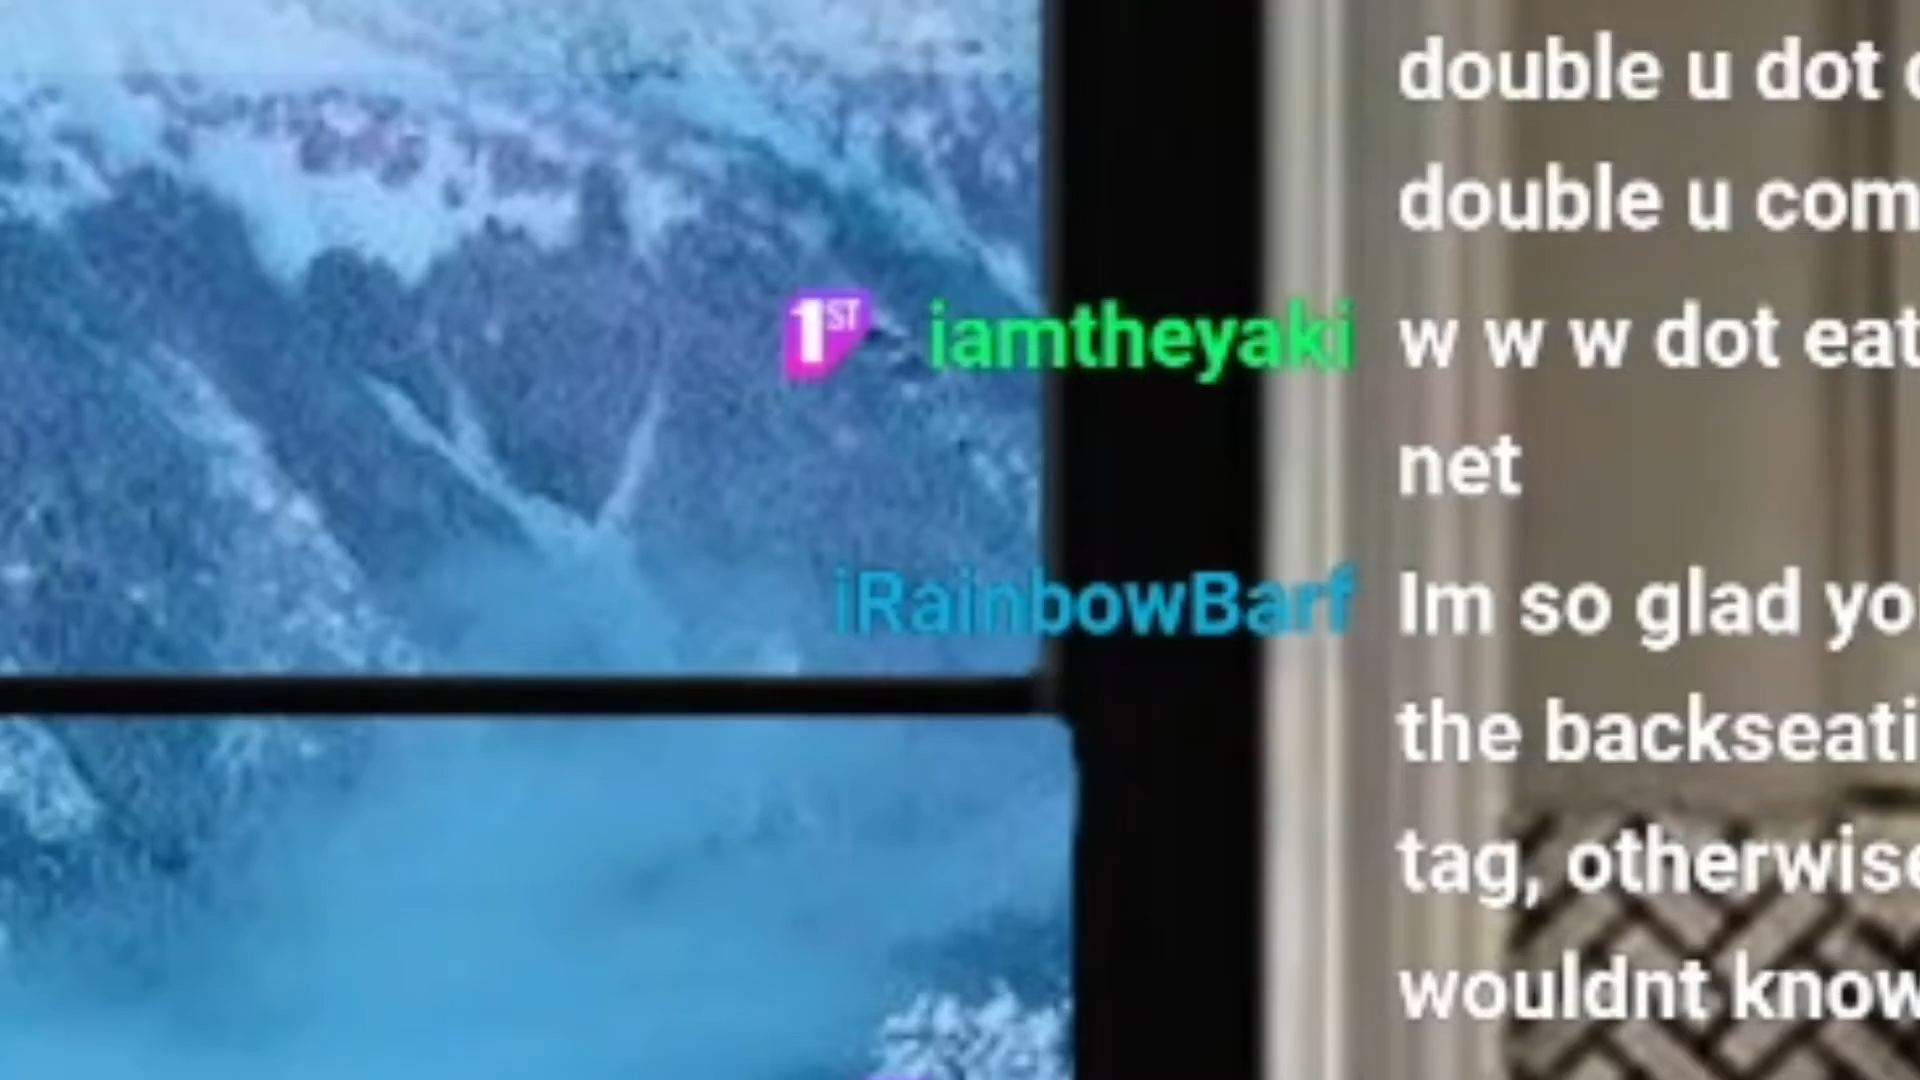 double u dot
double u com
1ST iamtheyaki w w w dot eat
net
iRainbowBarf Im so glad yo
the backseati
tag, otherwise
wouldnt know